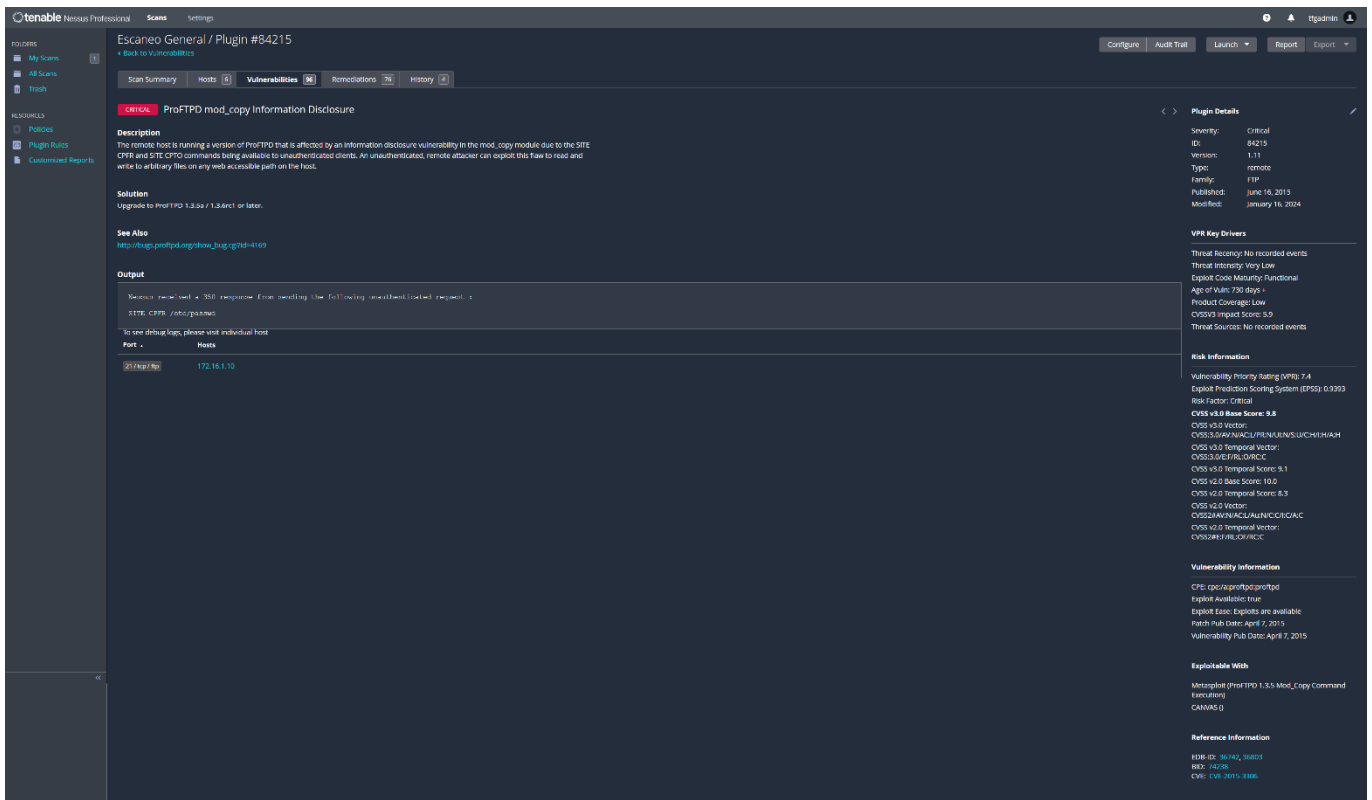 tenable Nessus Professional Scans Settings tfgadmin
FOLDERS
My Scans 1
All Scans
Trash
RESOURCES
Policies
Plugin Rules
Customized Reports
Escaneo General / Plugin #84215
Back to Vulnerabilities
Configure Audit Trail Launch Report Export
Scan Summary Hosts 6 Vulnerabilities 96 Remediations 76 History 4
CRITICAL ProFTPD mod_copy Information Disclosure
Description
The remote host is running a version of ProFTPD that is affected by an information disclosure vulnerability in the mod_copy module due to the SITE
CPFR and SITE CPTO commands being available to unauthenticated clients. An unauthenticated, remote attacker can exploit this flaw to read and
write to arbitrary files on any web accessible path on the host.
Solution
Upgrade to ProFTPD 1.3.5a / 1.3.6rc1 or later.
See Also
http://bugs.proftpd.org/show_bug.cgi?id=4169
Output
Nessus received a 350 response from sending the following unauthenticated request :
SITE CPFR /etc/passwd
To see debug logs, please visit individual host
Port Hosts
21 / tcp / ftp 172.16.1.10
Plugin Details
Severity: Critical
ID: 84215
Version: 1.11
Type: remote
Family: FTP
Published: June 16, 2015
Modified: January 16, 2024
VPR Key Drivers
Threat Recency: No recorded events
Threat Intensity: Very Low
Exploit Code Maturity: Functional
Age of Vuln: 730 days +
Product Coverage: Low
CVSSV3 Impact Score: 5.9
Threat Sources: No recorded events
Risk Information
Vulnerability Priority Rating (VPR): 7.4
Exploit Prediction Scoring System (EPSS): 0.9393
Risk Factor: Critical
CVSS v3.0 Base Score: 9.8
CVSS v3.0 Vector:
CVSS:3.0/AV:N/AC:L/PR:N/UI:N/S:U/C:H/I:H/A:H
CVSS v3.0 Temporal Vector:
CVSS:3.0/E:F/RL:O/RC:C
CVSS v3.0 Temporal Score: 9.1
CVSS v2.0 Base Score: 10.0
CVSS v2.0 Temporal Score: 8.3
CVSS v2.0 Vector:
CVSS2#AV:N/AC:L/Au:N/C:C/I:C/A:C
CVSS v2.0 Temporal Vector:
CVSS2#E:F/RL:OF/RC:C
Vulnerability Information
CPE: cpe:/a:proftpd:proftpd
Exploit Available: true
Exploit Ease: Exploits are available
Patch Pub Date: April 7, 2015
Vulnerability Pub Date: April 7, 2015
Exploitable With
Metasploit (ProFTPD 1.3.5 Mod_Copy Command
Execution)
CANVAS ()
Reference Information
EDB-ID: 36742, 36803
BID: 74238
CVE: CVE-2015-3306